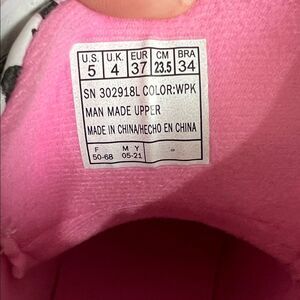 U.S. U.K. EUR CM BRA
5 4 37 23.5 34
SN 302918L COLOR:WPK
MAN MADE UPPER
MADE IN CHINA/HECHO EN CHINA
F M Y
50-68 05-21 -